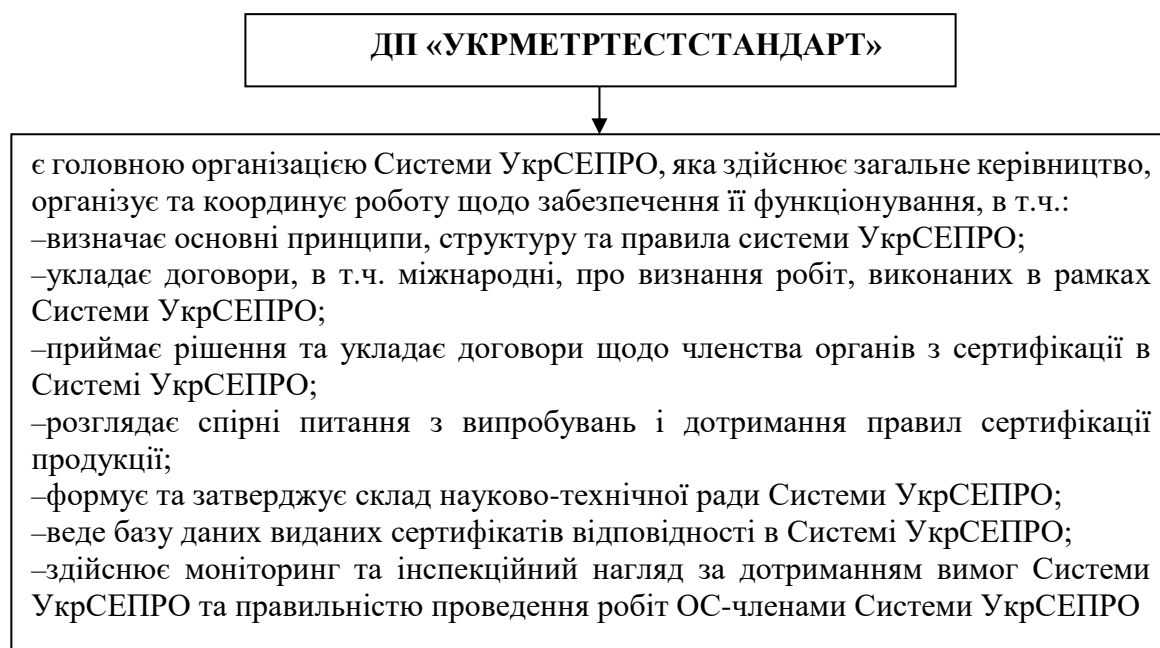 ДП «УКРМЕТРТЕСТСТАНДАРТ»
є головною організацією Системи УкрСЕПРО, яка здійснює загальне керівництво,
організує та координує роботу щодо забезпечення її функціонування, в т.ч.:
–визначає основні принципи, структуру та правила системи УкрСЕПРО;
–укладає договори, в т.ч. міжнародні, про визнання робіт, виконаних в рамках
Системи УкрСЕПРО;
–приймає рішення та укладає договори щодо членства органів з сертифікації в
Системі УкрСЕПРО;
–розглядає спірні питання з випробувань і дотримання правил сертифікації
продукції;
–формує та затверджує склад науково-технічної ради Системи УкрСЕПРО;
–веде базу даних виданих сертифікатів відповідності в Системі УкрСЕПРО;
–здійснює моніторинг та інспекційний нагляд за дотриманням вимог Системи
УкрСЕПРО та правильністю проведення робіт ОС-членами Системи УкрСЕПРО